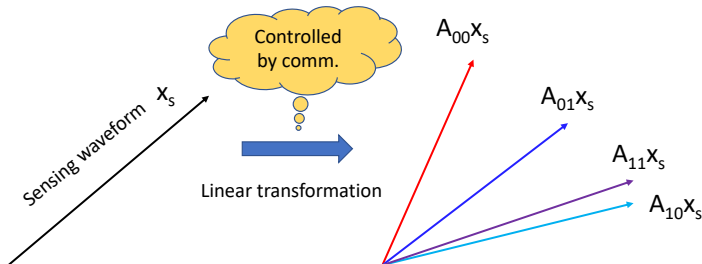 Sensing waveform xₛ
Controlled
by comm.
Linear transformation
A₀₀xₛ
A₀₁xₛ
A₁₁xₛ
A₁₀xₛ